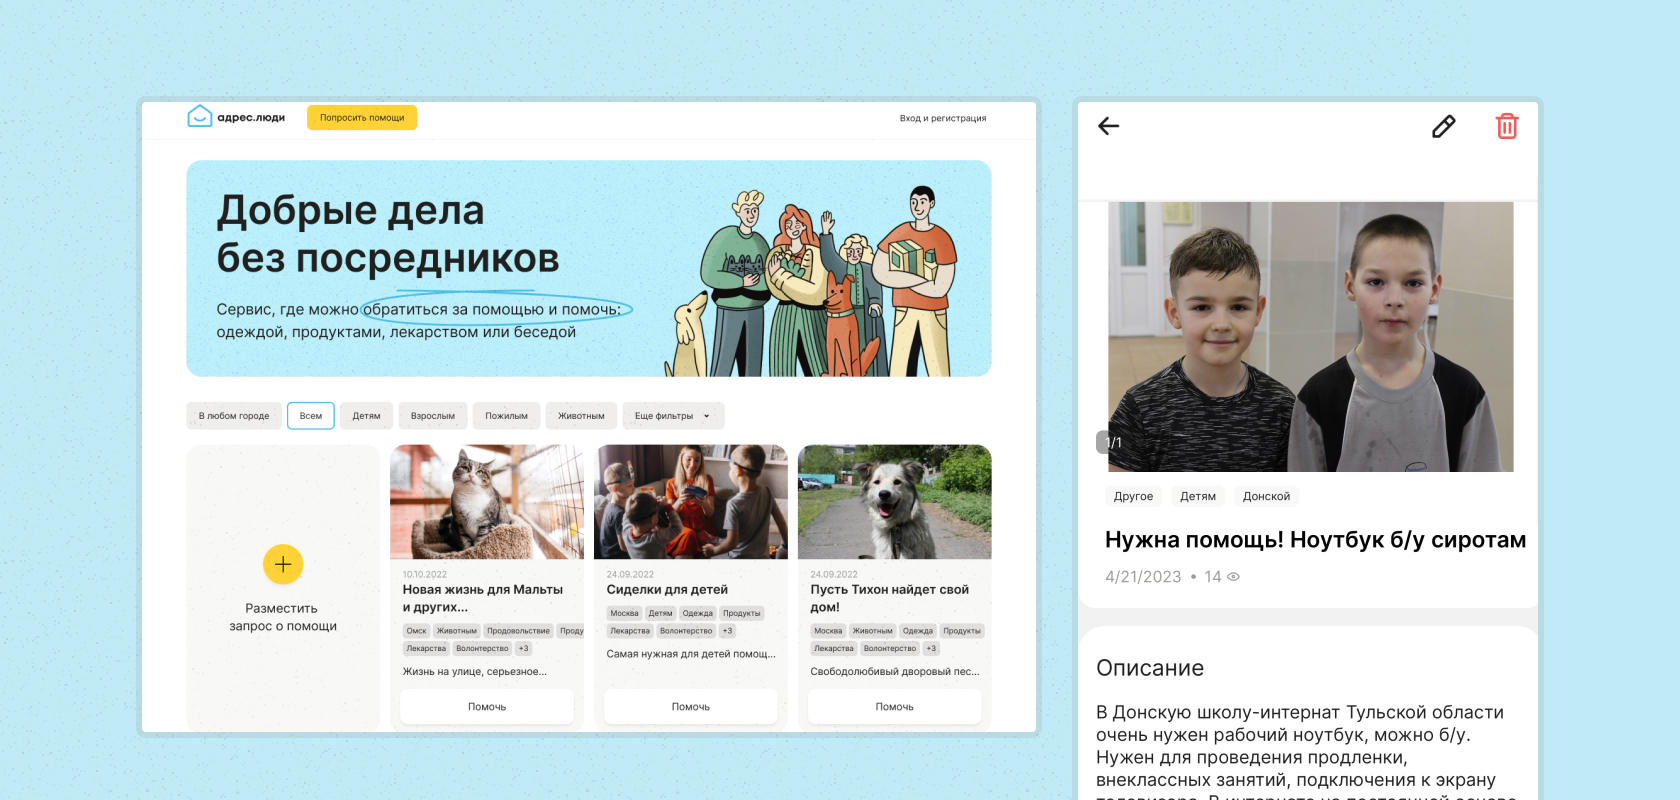 адрес.люди
Попросить помощи
Вход и регистрация
Добрые дела
без посредников
Сервис, где можно обратиться за помощью и помочь:
одеждой, продуктами, лекарством или беседой
В любом городе
Всем
Детям
Взрослым
Пожилым
Животным
Еще фильтры
Разместить
запрос о помощи
10.10.2022
Новая жизнь для Мальты
и других...
Омск Животным Продовольствие Проду
Лекарства Волонтерство +3
Жизнь на улице, серьезное...
Помочь
24.09.2022
Сиделки для детей
Москва Детям Одежда Продукты
Лекарства Волонтерство +3
Самая нужная для детей помощ...
Помочь
24.09.2022
Пусть Тихон найдет свой
дом!
Москва Животным Одежда Продукты
Лекарства Волонтерство +3
Свободолюбивый дворовый пес...
Помочь
1/1
Другое Детям Донской
Нужна помощь! Ноутбук б/у сиротам
4/21/2023 • 14
Описание
В Донскую школу-интернат Тульской области
очень нужен рабочий ноутбук, можно б/у.
Нужен для проведения продленки,
внеклассных занятий, подключения к экрану
телевизора. В интернате на постоянной основе